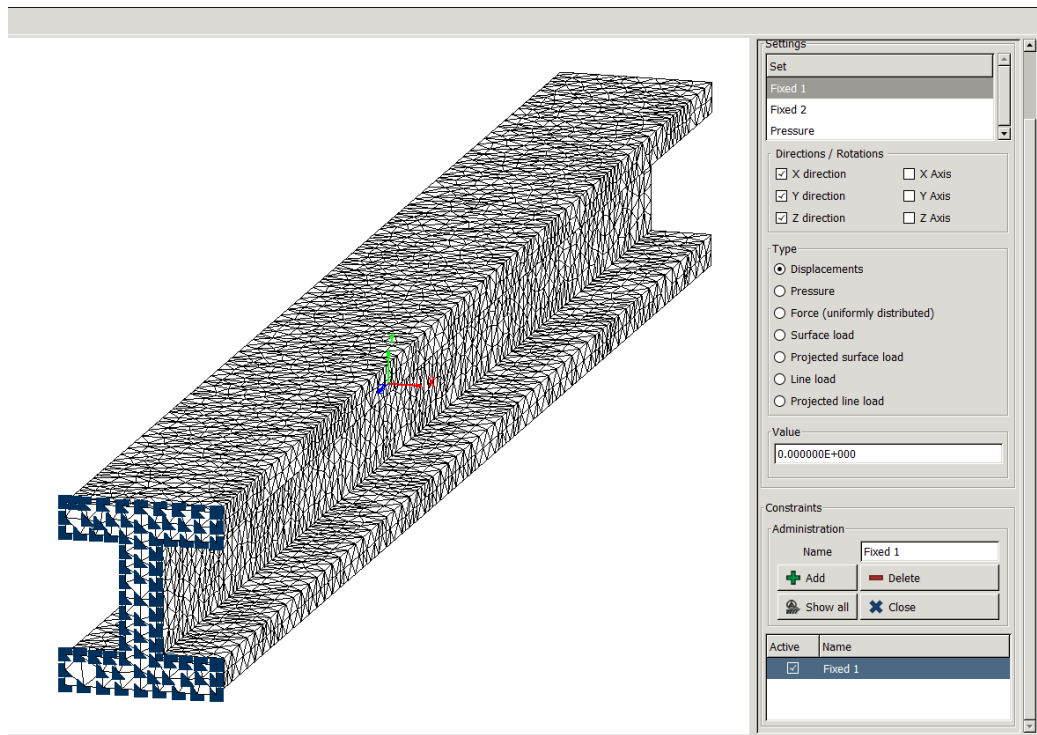 Settings
Set
Fixed 1
Fixed 2
Pressure
Directions / Rotations
X direction X Axis
Y direction Y Axis
Z direction Z Axis
Type
Displacements
Pressure
Force (uniformly distributed)
Surface load
Projected surface load
Line load
Projected line load
Value
0.000000E+000
Constraints
Administration
Name Fixed 1
Add Delete
Show all Close
Active Name
Fixed 1